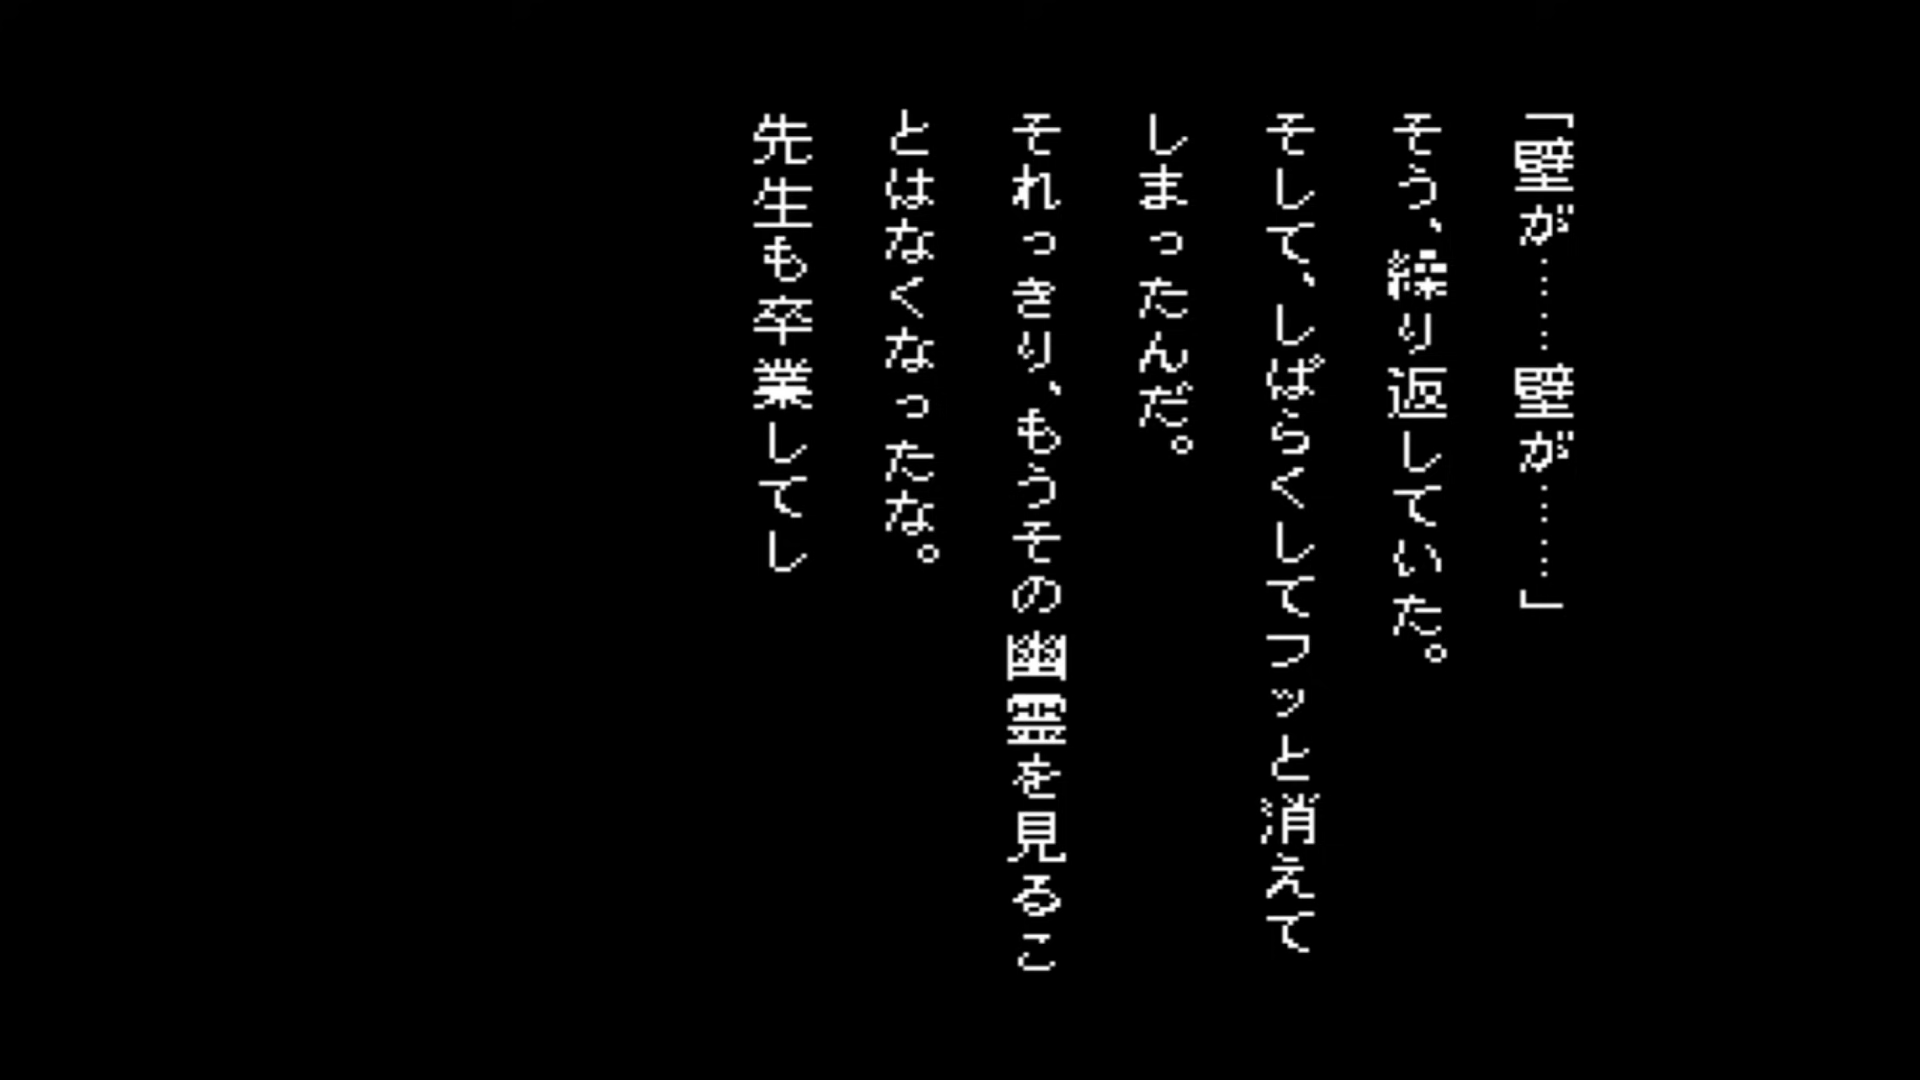 「壁が……壁が……」
そう、繰り返していた。
そして、しばらくしてフッと消えて
しまったんだ。
それっきり、もうその幽霊を見るこ
とはなくなったな。
先生も卒業してし